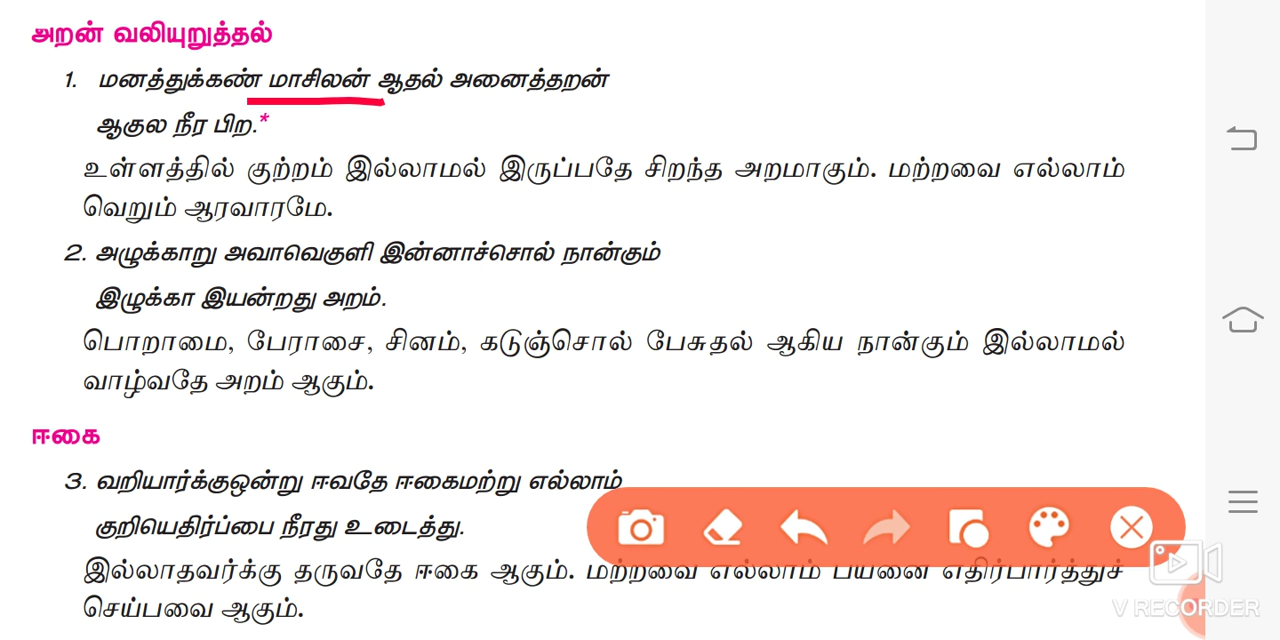 அறன் வலியுறுத்தல்
1. மனத்துக்கண் மாசிலன் ஆதல் அனைத்தறன்
ஆகுல நீர பிற.*
உள்ளத்தில் குற்றம் இல்லாமல் இருப்பதே சிறந்த அறமாகும். மற்றவை எல்லாம்
வெறும் ஆரவாரமே.
2. அழுக்காறு அவாவெகுளி இன்னாச்சொல் நான்கும்
இழுக்கா இயன்றது அறம்.
பொறாமை, பேராசை, சினம், கடுஞ்சொல் பேசுதல் ஆகிய நான்கும் இல்லாமல்
வாழ்வதே அறம் ஆகும்.
ஈகை
3. வறியார்க்குஒன்று ஈவதே ஈகைமற்று எல்லாம்
குறியெதிர்ப்பை நீரது உடைத்து.
இல்லாதவர்க்கு தருவதே ஈகை ஆகும். மற்றவை எல்லாம் பயனை எதிர்பார்த்துச்
செய்பவை ஆகும்.
V RECORDER